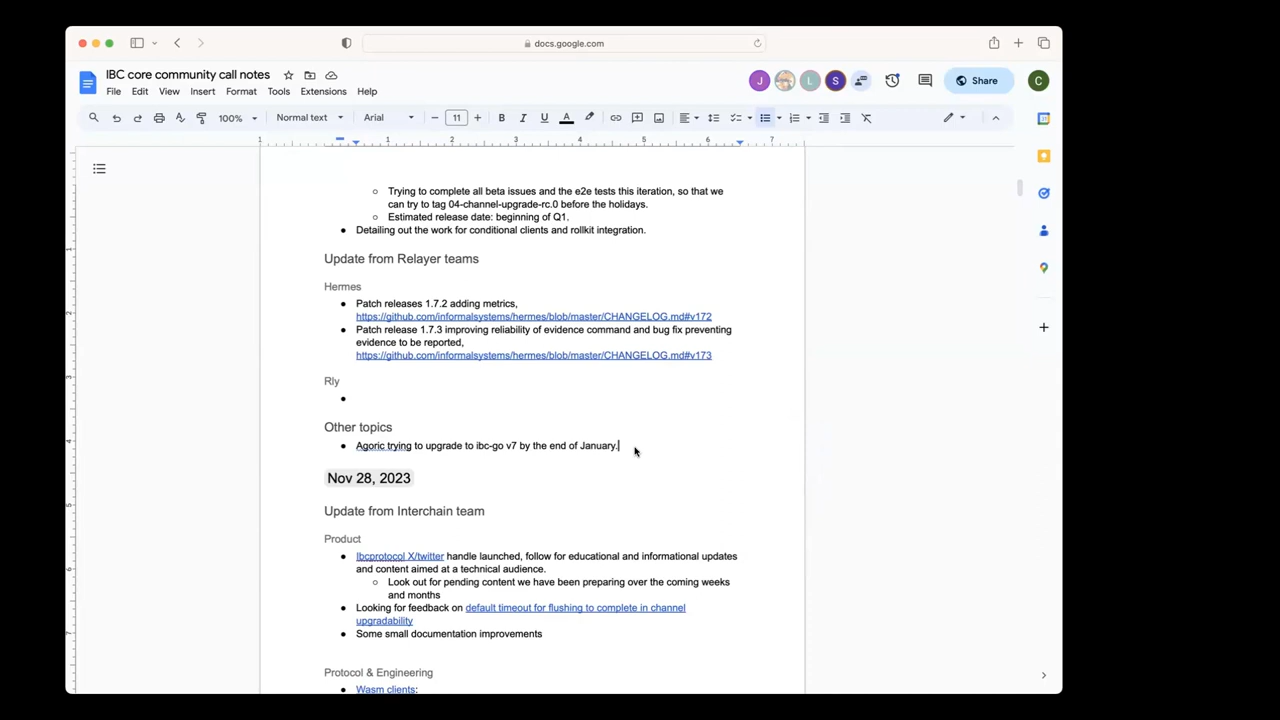 docs.google.com
IBC core community call notes
File Edit View Insert Format Tools Extensions Help
J L S Share C
100% Normal text Arial 11
1 1 2 3 4 5 6 7
Trying to complete all beta issues and the e2e tests this iteration, so that we
can try to tag 04-channel-upgrade-rc.0 before the holidays.
Estimated release date: beginning of Q1.
Detailing out the work for conditional clients and rollkit integration.
Update from Relayer teams
Hermes
Patch releases 1.7.2 adding metrics,
https://github.com/informalsystems/hermes/blob/master/CHANGELOG.md#v172
Patch release 1.7.3 improving reliability of evidence command and bug fix preventing
evidence to be reported,
https://github.com/informalsystems/hermes/blob/master/CHANGELOG.md#v173
Rly
Other topics
Agoric trying to upgrade to ibc-go v7 by the end of January.
Nov 28, 2023
Update from Interchain team
Product
Ibcprotocol X/twitter handle launched, follow for educational and informational updates
and content aimed at a technical audience.
Look out for pending content we have been preparing over the coming weeks
and months
Looking for feedback on default timeout for flushing to complete in channel
upgradability
Some small documentation improvements
Protocol & Engineering
Wasm clients: